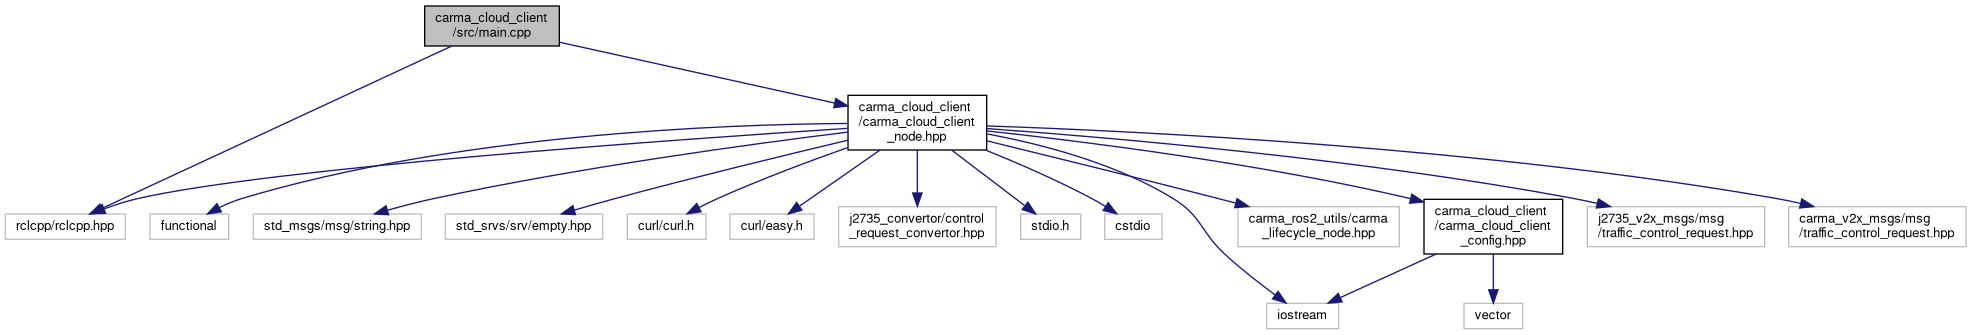 carma_cloud_client
/src/main.cpp
carma_cloud_client
/carma_cloud_client
_node.hpp
rclcpp/rclcpp.hpp
functional
std_msgs/msg/string.hpp
std_srvs/srv/empty.hpp
curl/curl.h
curl/easy.h
j2735_convertor/control
_request_convertor.hpp
stdio.h
cstdio
carma_ros2_utils/carma
_lifecycle_node.hpp
carma_cloud_client
/carma_cloud_client
_config.hpp
j2735_v2x_msgs/msg
/traffic_control_request.hpp
carma_v2x_msgs/msg
/traffic_control_request.hpp
iostream
vector